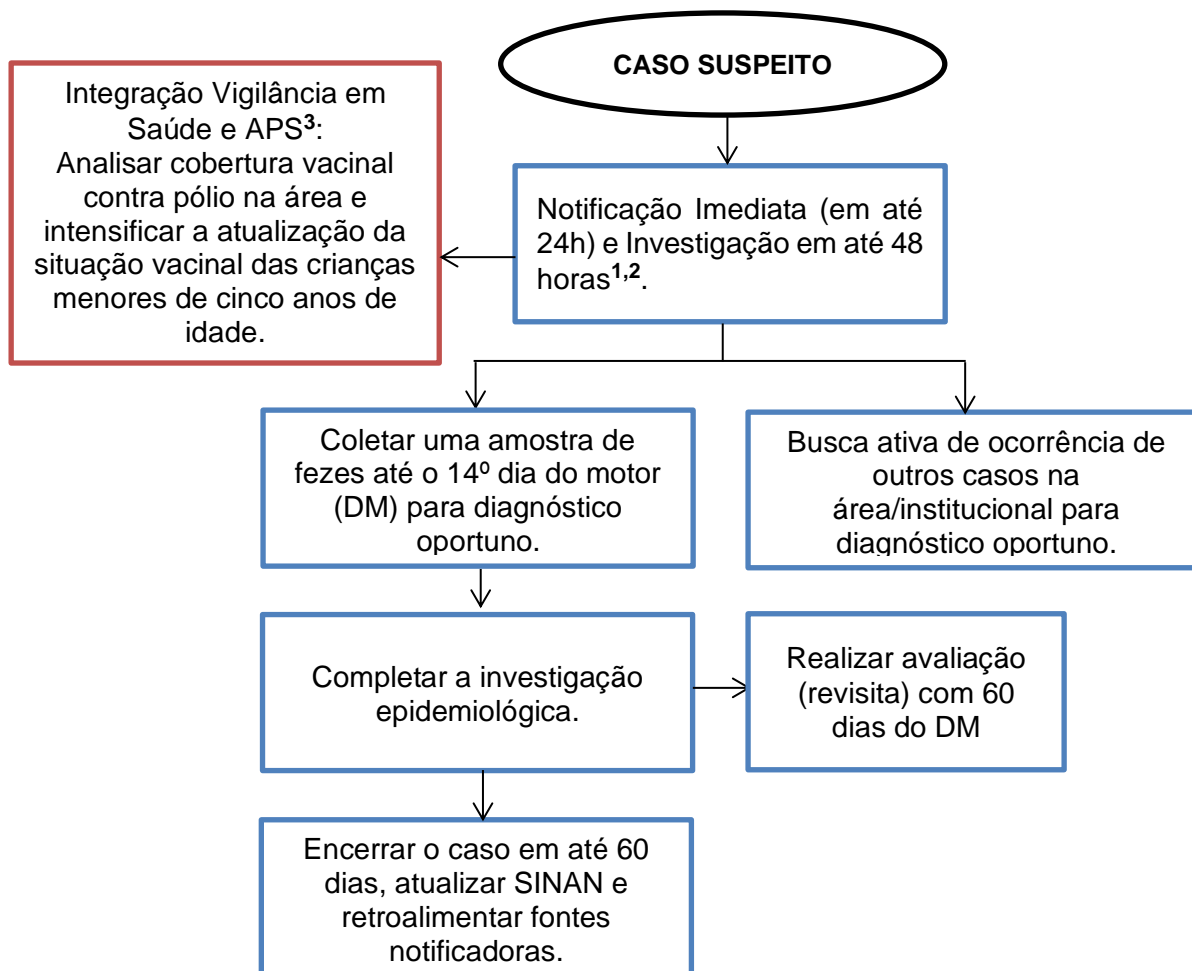 CASO SUSPEITO
Integração Vigilância em
Saúde e APS³:
Analisar cobertura vacinal
contra pólio na área e
intensificar a atualização da
situação vacinal das crianças
menores de cinco anos de
idade.
Notificação Imediata (em até
24h) e Investigação em até 48
horas¹,².
Coletar uma amostra de
fezes até o 14º dia do motor
(DM) para diagnóstico
oportuno.
Busca ativa de ocorrência de
outros casos na
área/institucional para
diagnóstico oportuno.
Completar a investigação
epidemiológica.
Realizar avaliação
(revisita) com 60
dias do DM
Encerrar o caso em até 60
dias, atualizar SINAN e
retroalimentar fontes
notificadoras.